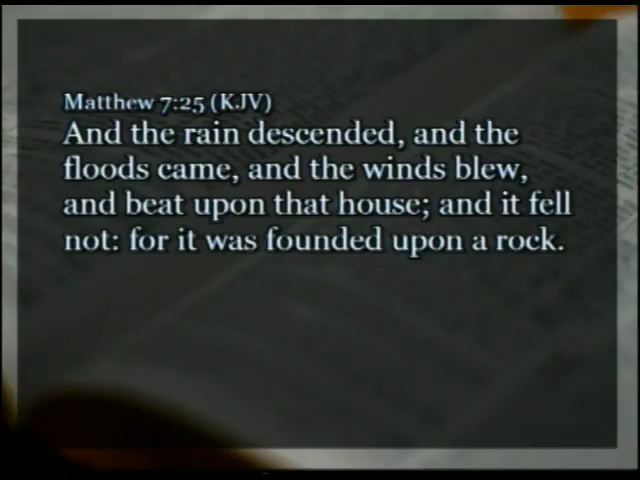 Matthew 7:25 (KJV)
And the rain descended, and the
floods came, and the winds blew,
and beat upon that house; and it fell
not: for it was founded upon a rock.